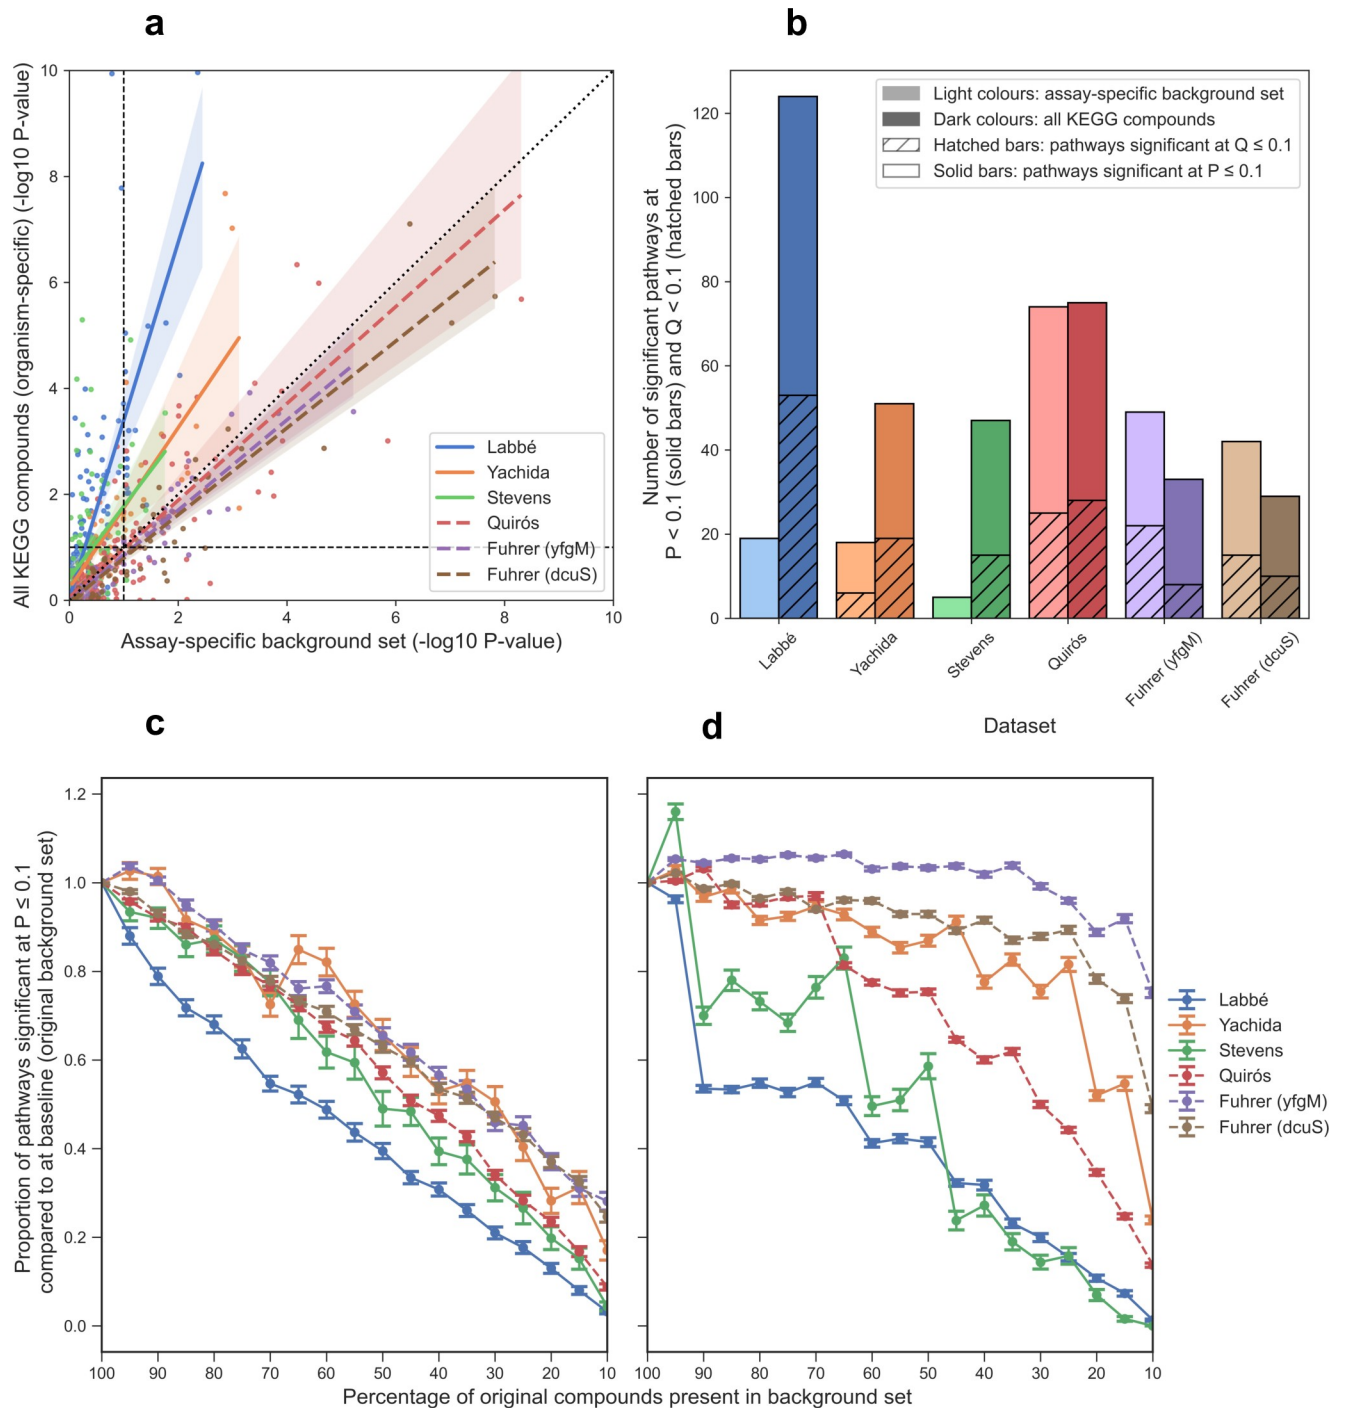 a
b
All KEGG compounds (organism-specific) (-log10 P-value)
10
8
6
4
2
0
0
2
4
6
8
10
Assay-specific background set (-log10 P-value)
Labbé
Yachida
Stevens
Quirós
Fuhrer (yfgM)
Fuhrer (dcuS)
Number of significant pathways at
P < 0.1 (solid bars) and Q < 0.1 (hatched bars)
120
100
80
60
40
20
0
Light colours: assay-specific background set
Dark colours: all KEGG compounds
Hatched bars: pathways significant at Q ≤ 0.1
Solid bars: pathways significant at P ≤ 0.1
Labbé
Yachida
Stevens
Quirós
Fuhrer (yfgM)
Fuhrer (dcuS)
Dataset
c
d
Proportion of pathways significant at P ≤ 0.1
compared to at baseline (original background set)
1.2
1.0
0.8
0.6
0.4
0.2
0.0
100
90
80
70
60
50
40
30
20
10
100
90
80
70
60
50
40
30
20
10
Percentage of original compounds present in background set
Labbé
Yachida
Stevens
Quirós
Fuhrer (yfgM)
Fuhrer (dcuS)